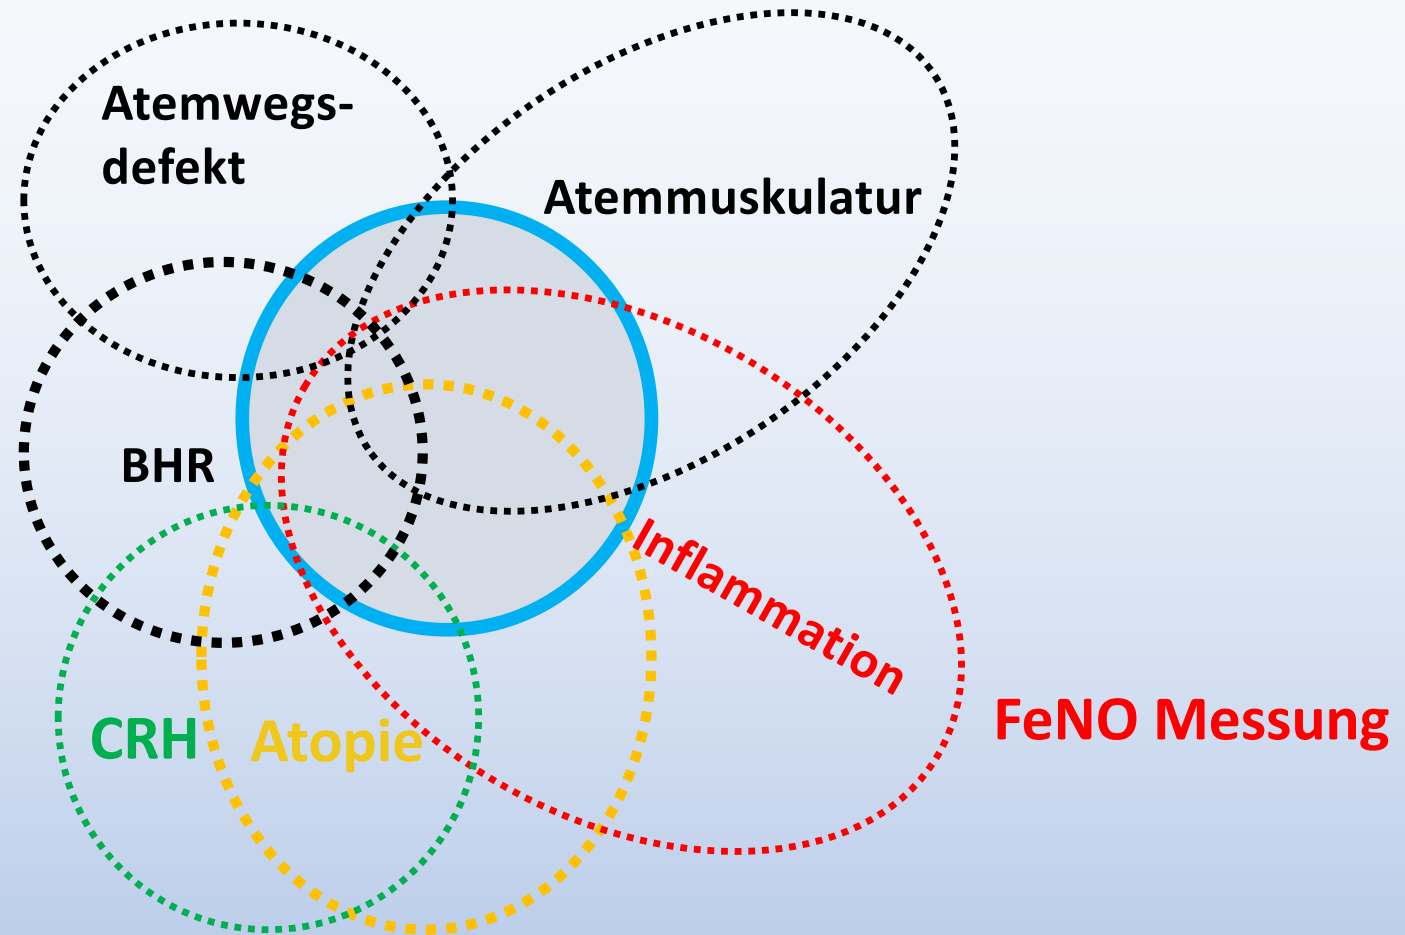 Atemwegs-
defekt
Atemmuskulatur
BHR
Inflammation
CRH
Atopie
FeNO Messung